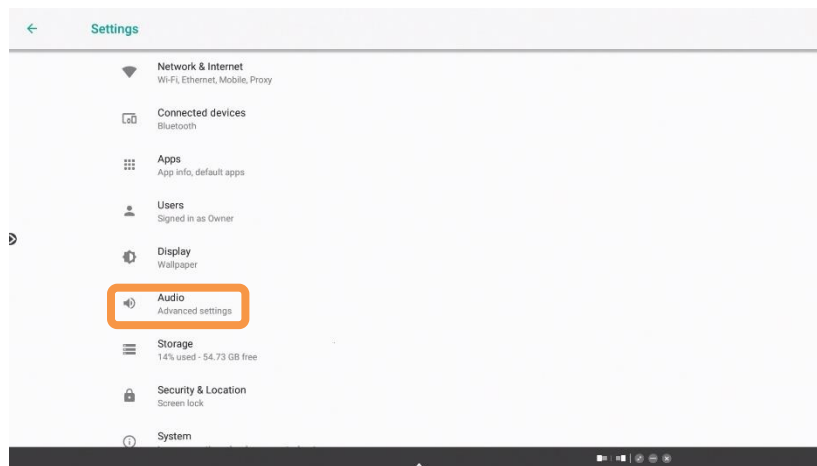 Settings
Network & Internet
Wi-Fi, Ethernet, Mobile, Proxy
Connected devices
Bluetooth
Apps
App info, default apps
Users
Signed in as Owner
Display
Wallpaper
Audio
Advanced settings
Storage
14% used - 54.73 GB free
Security & Location
Screen lock
System